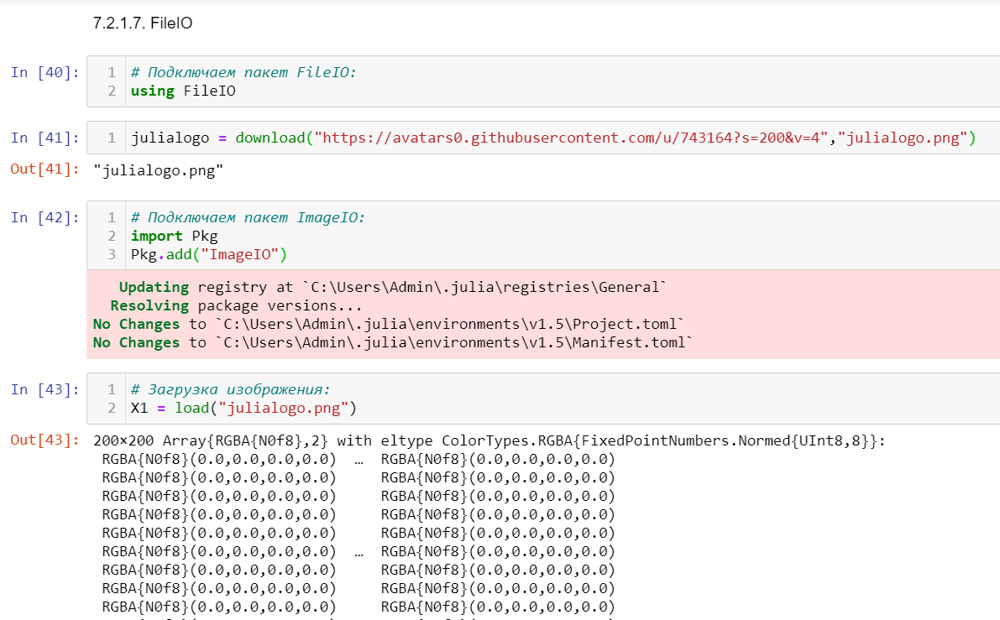 7.2.1.7. FileIO
In [40]:
1 # Подключаем пакет FileIO:
2 using FileIO
In [41]:
1 julialogo = download("https://avatars0.githubusercontent.com/u/743164?s=200&v=4","julialogo.png")
Out[41]: "julialogo.png"
In [42]:
1 # Подключаем пакет ImageIO:
2 import Pkg
3 Pkg.add("ImageIO")
Updating registry at `C:\Users\Admin\.julia\registries\General`
Resolving package versions...
No Changes to `C:\Users\Admin\.julia\environments\v1.5\Project.toml`
No Changes to `C:\Users\Admin\.julia\environments\v1.5\Manifest.toml`
In [43]:
1 # Загрузка изображения:
2 X1 = load("julialogo.png")
Out[43]: 200×200 Array{RGBA{N0f8},2} with eltype ColorTypes.RGBA{FixedPointNumbers.Normed{UInt8,8}}:
RGBA{N0f8}(0.0,0.0,0.0,0.0) … RGBA{N0f8}(0.0,0.0,0.0,0.0)
RGBA{N0f8}(0.0,0.0,0.0,0.0) RGBA{N0f8}(0.0,0.0,0.0,0.0)
RGBA{N0f8}(0.0,0.0,0.0,0.0) RGBA{N0f8}(0.0,0.0,0.0,0.0)
RGBA{N0f8}(0.0,0.0,0.0,0.0) RGBA{N0f8}(0.0,0.0,0.0,0.0)
RGBA{N0f8}(0.0,0.0,0.0,0.0) RGBA{N0f8}(0.0,0.0,0.0,0.0)
RGBA{N0f8}(0.0,0.0,0.0,0.0) … RGBA{N0f8}(0.0,0.0,0.0,0.0)
RGBA{N0f8}(0.0,0.0,0.0,0.0) RGBA{N0f8}(0.0,0.0,0.0,0.0)
RGBA{N0f8}(0.0,0.0,0.0,0.0) RGBA{N0f8}(0.0,0.0,0.0,0.0)
RGBA{N0f8}(0.0,0.0,0.0,0.0) RGBA{N0f8}(0.0,0.0,0.0,0.0)